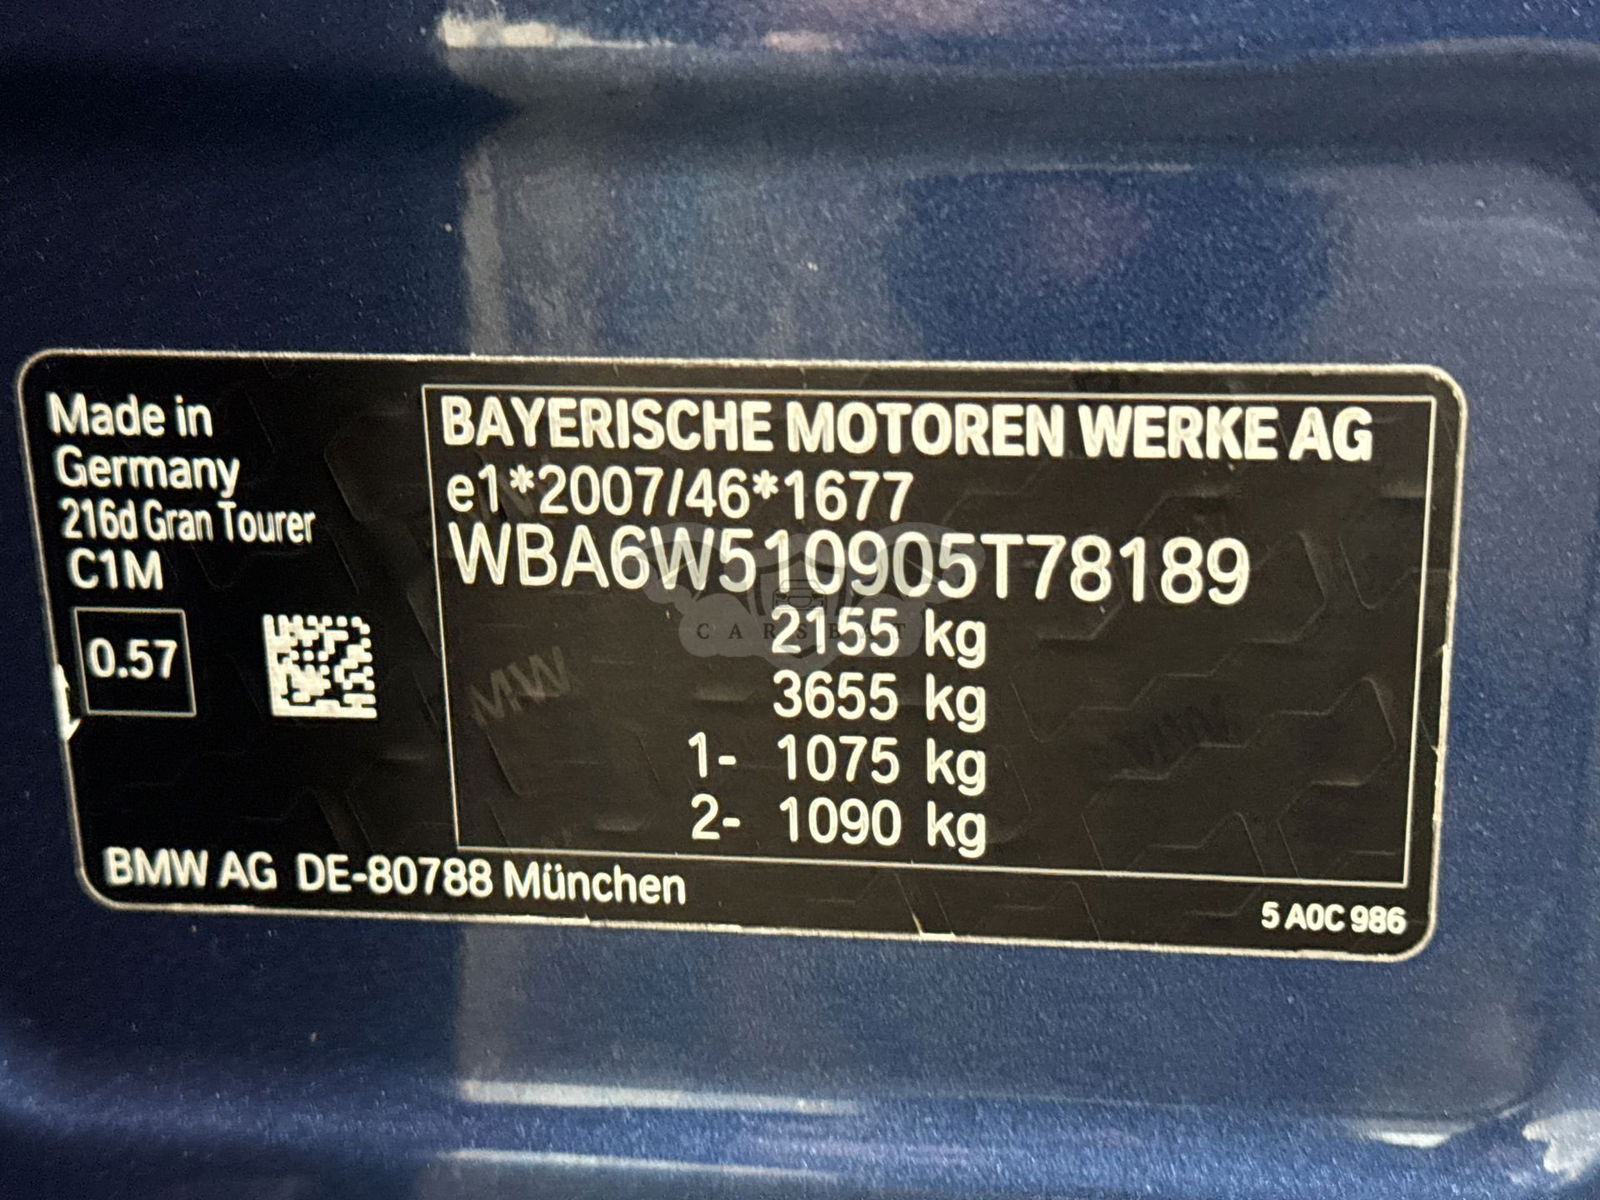 Made in
Germany
216d Gran Tourer
C1M
0.57
BAYERISCHE MOTOREN WERKE AG
e1*2007/46*1677
WBA6W510905T78189
2155 kg
3655 kg
1- 1075 kg
2- 1090 kg
BMW AG DE-80788 München
5 A0C 986